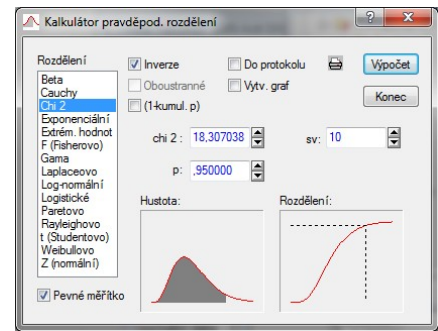 Kalkulátor pravděpod. rozdělení
Rozdělení
Beta
Cauchy
Chi 2
Exponenciální
Extrém. hodnot
F (Fisherovo)
Gama
Laplaceovo
Log-normální
Logistické
Paretovo
Rayleighovo
t (Studentovo)
Weibullovo
Z (normální)
Pevné měřítko
Inverze
Do protokolu
Výpočet
Oboustranné
Vytv. graf
(1-kumul. p)
Konec
chi 2 : 18,307038
sv: 10
p: ,950000
Hustota:
Rozdělení: